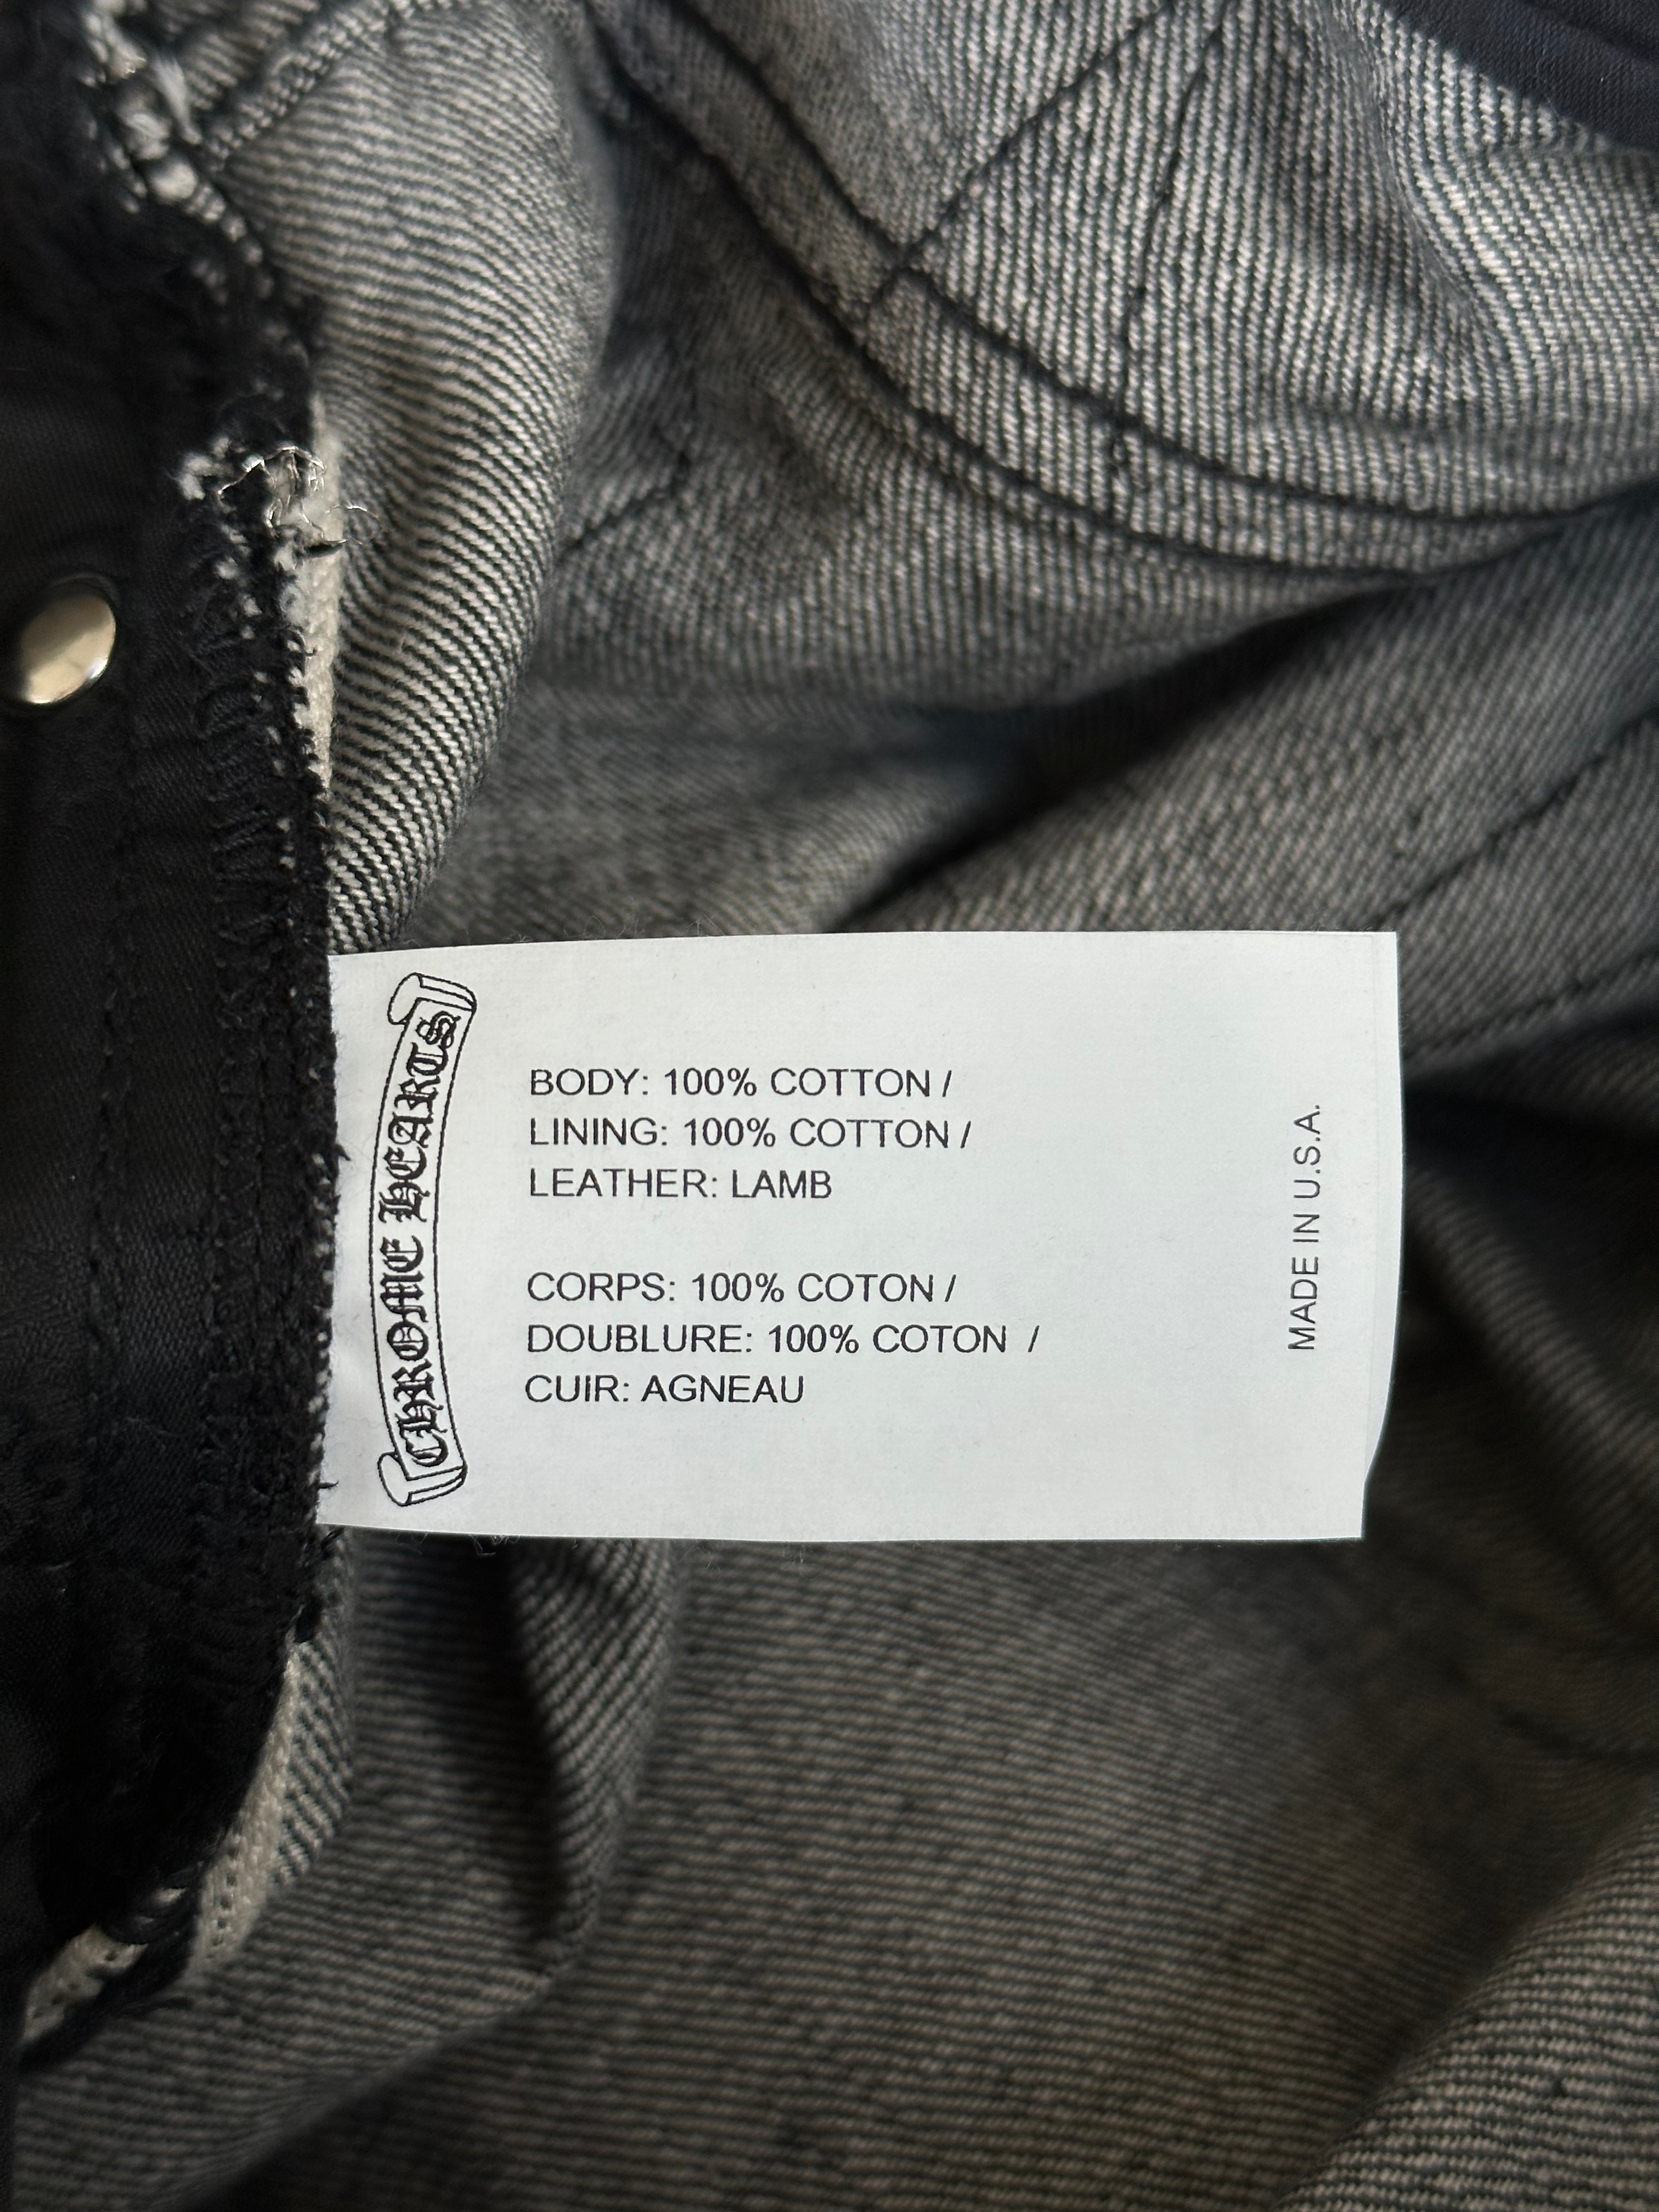 CHROME HEARTS
BODY: 100% COTTON /
LINING: 100% COTTON /
LEATHER: LAMB
CORPS: 100% COTON /
DOUBLURE: 100% COTON /
CUIR: AGNEAU
MADE IN U.S.A.